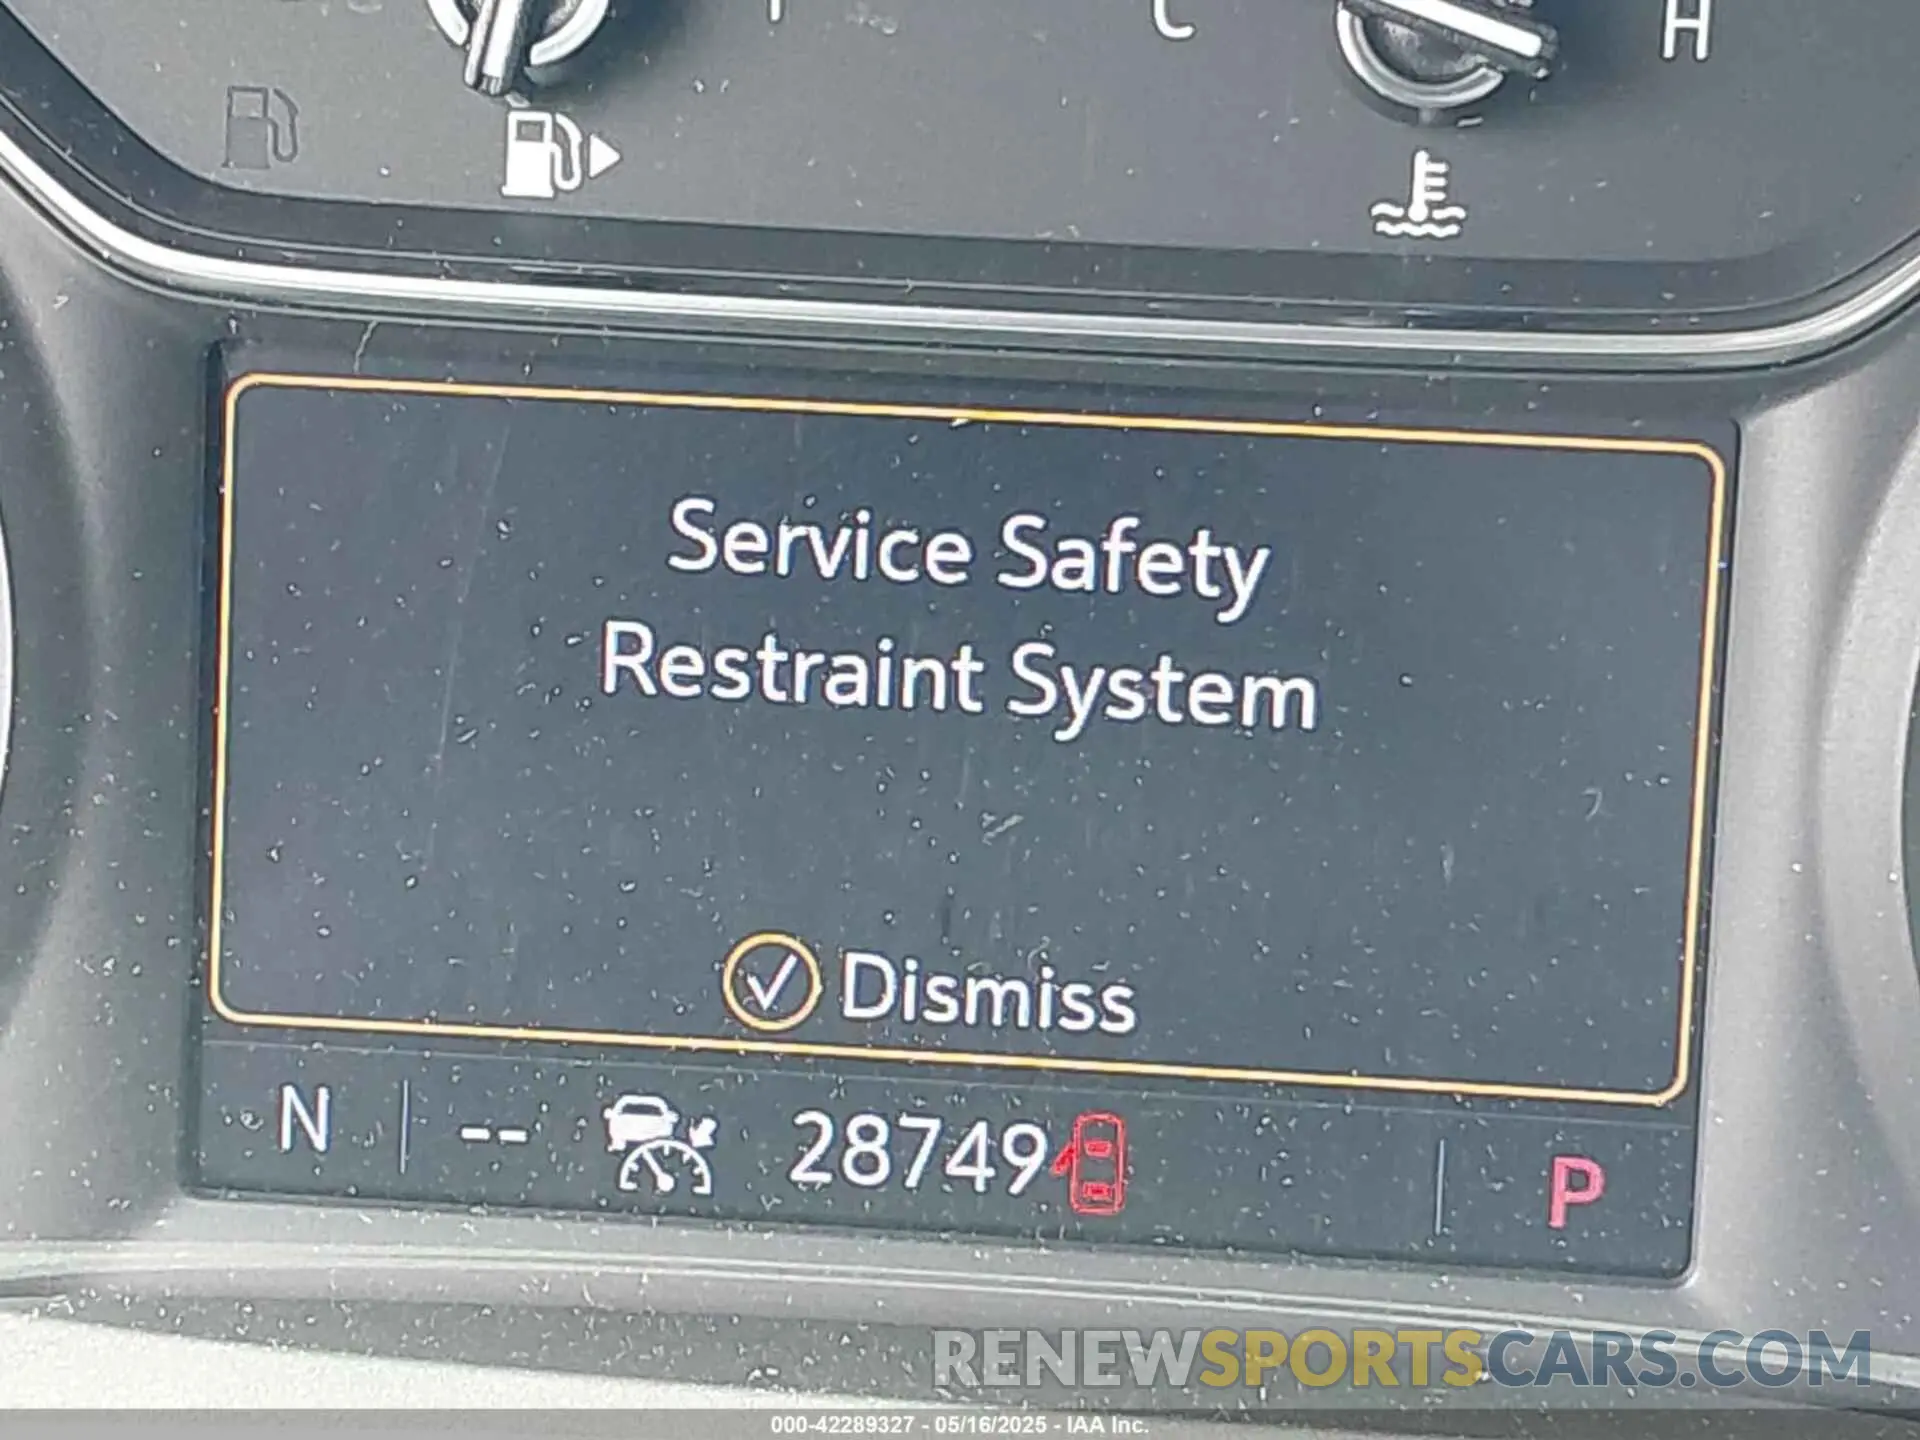 C
H
Service Safety
Restraint System
Dismiss
N
--
28749
P
RENEWSPORTSCARS.COM
000-42289327 - 05/16/2025 - IAA Inc.